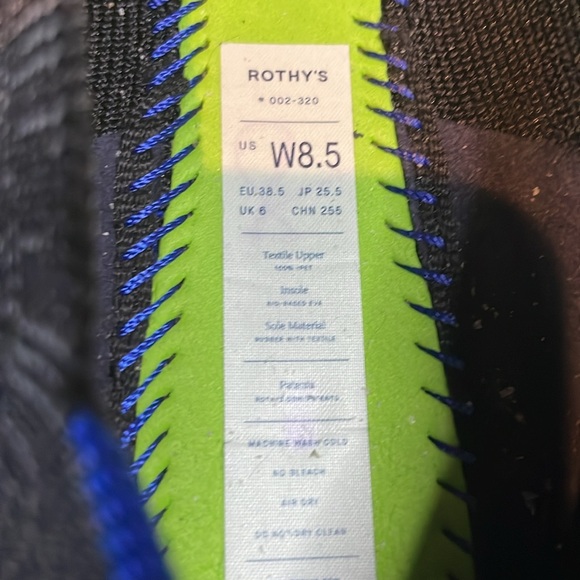 ROTHY'S
# 002-320
US W8.5
EU.38.5 JP 25.5
UK 6 CHN 255
Textile Upper
100% rPET
Insole
BIO-BASED EVA
Sole Material
RUBBER WITH TEXTILE
Patents
Rothys.com/Patents
MACHINE WASH COLD
NO BLEACH
AIR DRY
DO NOT DRY CLEAN